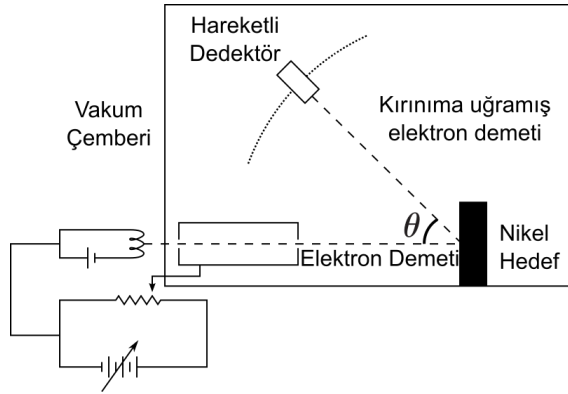 Hareketli
Dedektör
Vakum
Çemberi
Kırınıma uğramış
elektron demeti
θ
Elektron Demeti
Nikel
Hedef